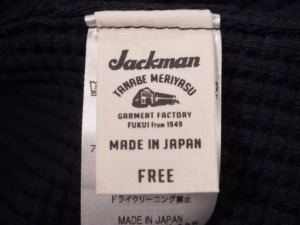 Jackman
TANABE MERIYASU
GARMENT FACTORY
FUKUI from 1949
MADE IN JAPAN
FREE
ドライクリーニング禁止
MADE IN JAPAN